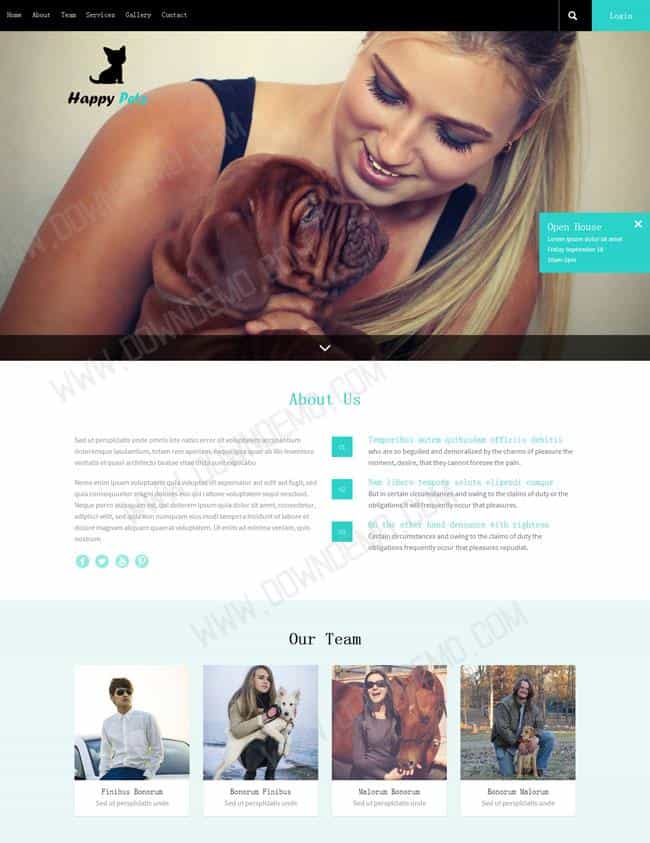 Home About Team Services Gallery Contact
Login
Happy Pets
Open House
Lorem ipsum dolor sit amet
Friday September 16
10am-2pm
About Us
Sed ut perspiciatis unde omnis iste natus error sit voluptatem accusantium
doloremque laudantium, totam rem aperiam, eaque ipsa quae ab illo inventore
veritatis et quasi architecto beatae vitae dicta sunt explicabo
Nemo enim ipsam voluptatem quia voluptas sit aspernatur aut odit aut fugit, sed
quia consequuntur magni dolores eos qui ratione voluptatem sequi nesciunt.
Neque porro quisquam est, qui dolorem ipsum quia dolor sit amet, consectetur,
adipisci velit, sed quia non numquam eius modi tempora incidunt ut labore et
dolore magnam aliquam quaerat voluptatem. Ut enim ad minima veniam, quis
nostrum
01
Temporibus autem quibusdam officiis debitis
who are so beguiled and demoralized by the charms of pleasure the
moment, desire, that they cannot foresee the pain.
02
Nam libero tempore soluta eligendi cumque
But in certain circumstances and owing to the claims of duty or the
obligations it will frequently occur that pleasures.
03
On the other hand denounce with righteous
Certain circumstances and owing to the claims of duty the
obligations frequently occur that pleasures repudiat.
Our Team
Finibus Bonorum
Sed ut perspiciatis unde
Bonorum Finibus
Sed ut perspiciatis unde
Malorum Bonorum
Sed ut perspiciatis unde
Bonorum Malorum
Sed ut perspiciatis unde
WWW.DOWNDEMO.COM
WWW.DOWNDEMO.COM
WWW.DOWNDEMO.COM
WWW.DOWNDEMO.COM